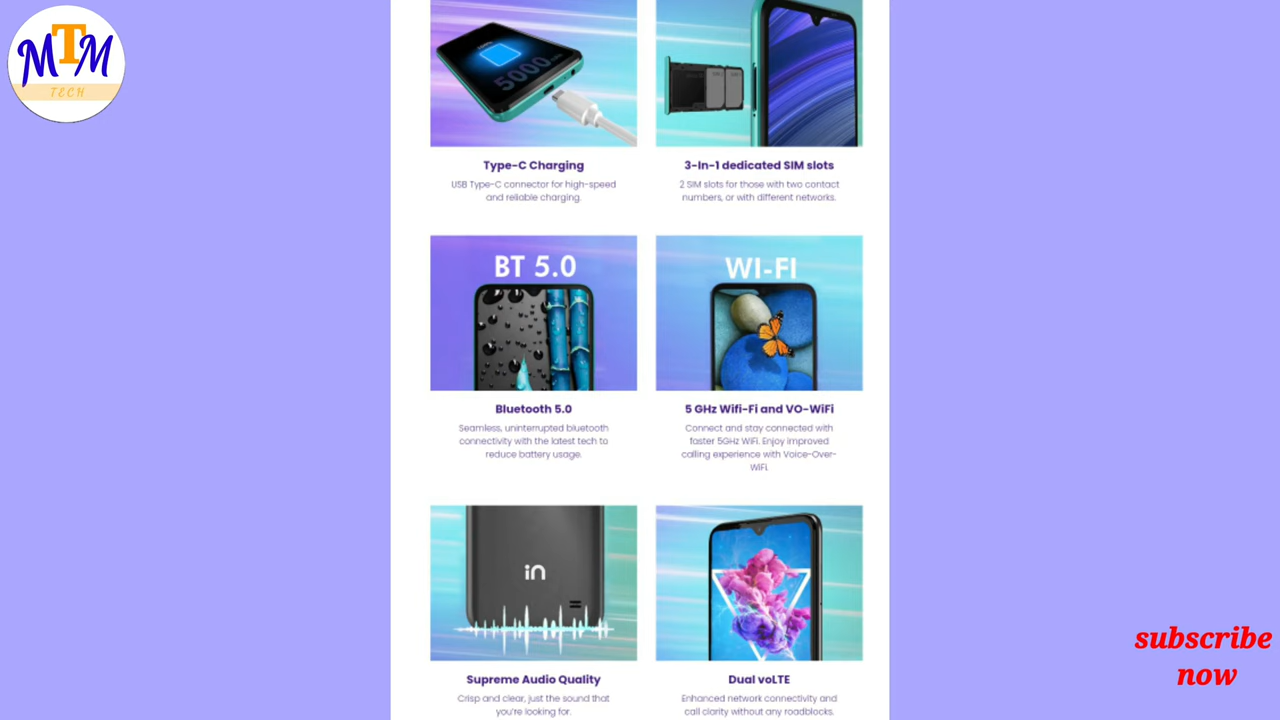 MTM
TECH
5000
Type-C Charging
USB Type-C connector for high-speed
and reliable charging.
3-In-1 dedicated SIM slots
2 SIM slots for those with two contact
numbers, or with different networks.
BT 5.0
Bluetooth 5.0
Seamless, uninterrupted bluetooth
connectivity with the latest tech to
reduce battery usage.
WI-FI
5 GHz Wifi-Fi and VO-WiFi
Connect and stay connected with
faster 5GHz WiFi. Enjoy improved
calling experience with Voice-Over-
WiFi.
in
Supreme Audio Quality
Crisp and clear, just the sound that
you're looking for.
Dual voLTE
Enhanced network connectivity and
call clarity without any roadblocks.
subscribe
now